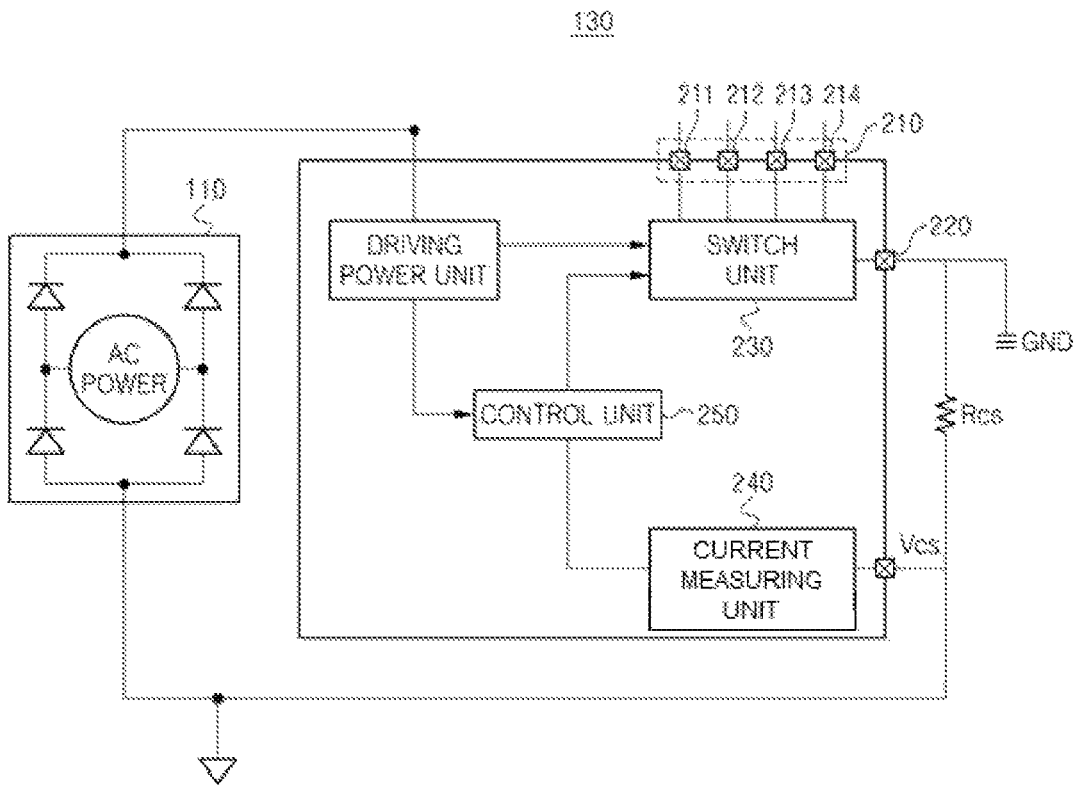 130
211 212 213 214
210
110
DRIVING
POWER UNIT
SWITCH
UNIT
220
230
GND
AC
POWER
CONTROL UNIT
250
Rcs
240
CURRENT
MEASURING
UNIT
Vcs